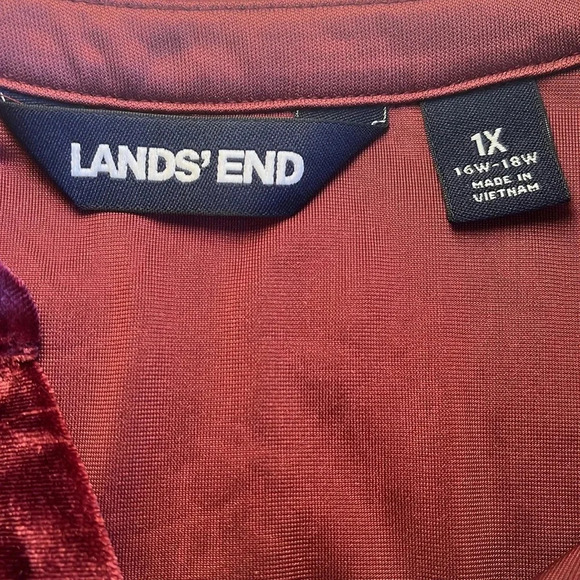 LANDS' END
1X
16W-18W
MADE IN
VIETNAM